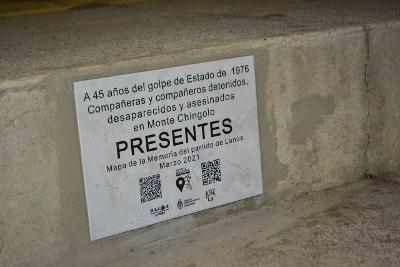 A 45 años del golpe de Estado de 1976
Compañeras y compañeros detenidos,
desaparecidos y asesinados
en Monte Chingolo
PRESENTES
Mapa de la Memoria del partido de Lanús
Marzo 2021